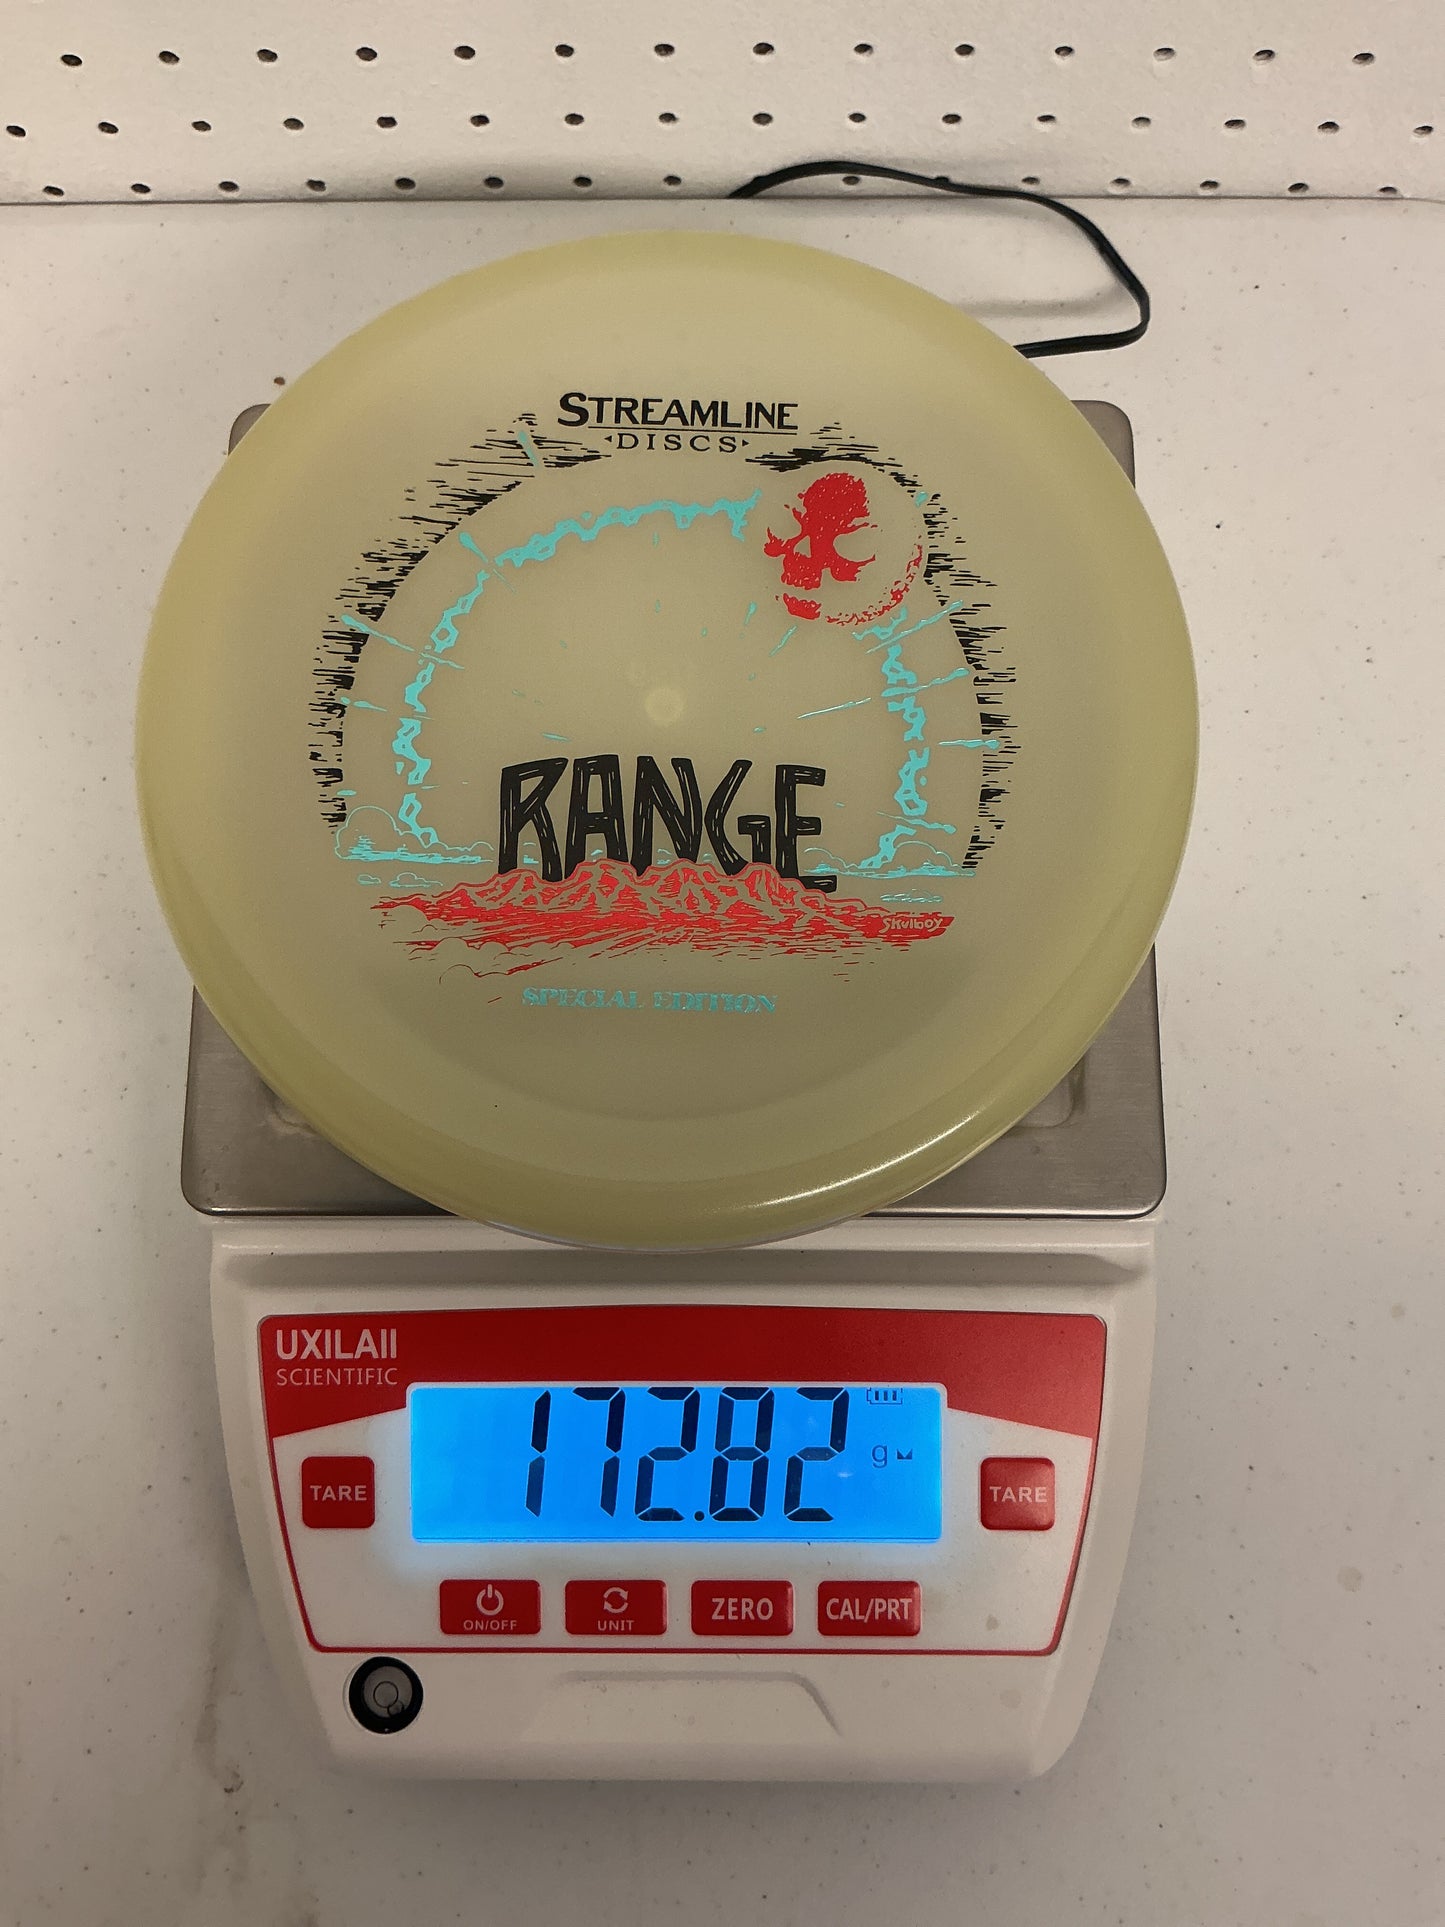 STREAMLINE
DISCS
RANGE
Skulboy
SPECIAL EDITION
UXILAII
SCIENTIFIC
172.82 g
TARE
TARE
ON/OFF
UNIT
ZERO
CAL/PRT